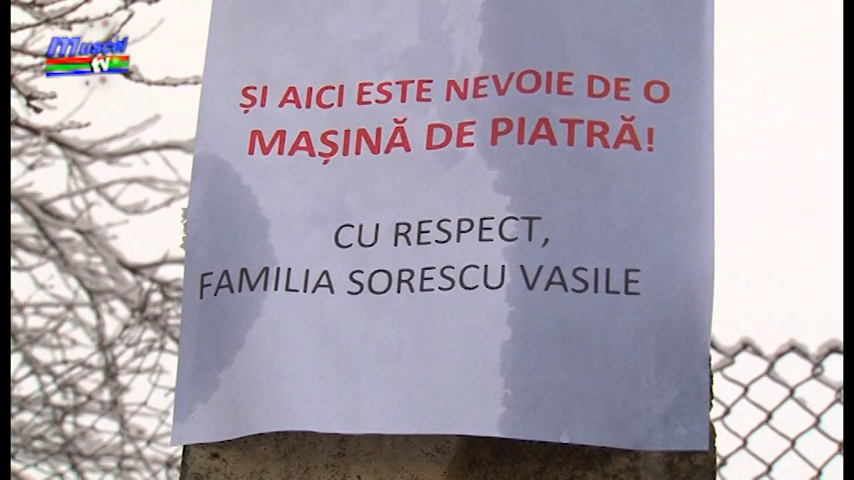 Muscel
tv
ȘI AICI ESTE NEVOIE DE O
MAȘINĂ DE PIATRĂ!
CU RESPECT,
FAMILIA SORESCU VASILE